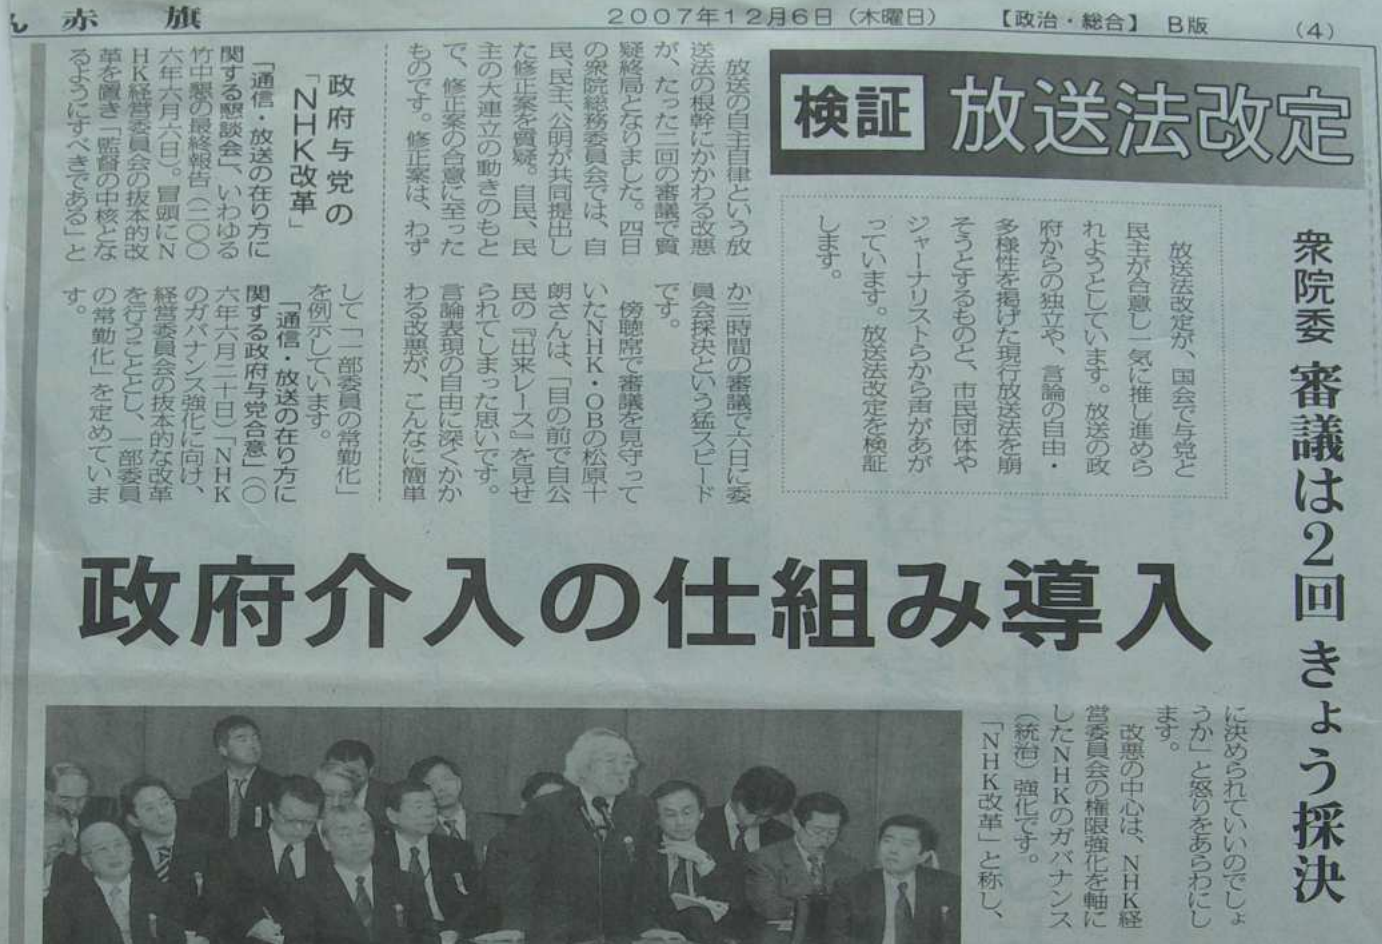 ん 赤 旗
2007年12月6日(木曜日) 【政治・総合】 B版 (4)
検証 放送法改定
衆院委 審議は2回 きょう採決
政府介入の仕組み導入
放送法改定が、国会で与党と
民主が合意し一気に推し進めら
れようとしています。放送の政
府からの独立や、言論の自由・
多様性を掲げた現行放送法を崩
そうとするものと、市民団体や
ジャーナリストらから声があが
っています。放送法改定を検証
します。
放送の自主自律という放
送法の根幹にかかわる改悪
が、たった二回の審議で質
疑終局となりました。四日
の衆院総務委員会では、自
民、民主、公明が共同提出し
た修正案を質疑。自民、民
主の大連立の動きのもと
で、修正案の合意に至った
ものです。修正案は、わず
か三時間の審議で六日に委
員会採決という猛スピード
です。
傍聴席で審議を見守って
いたNHK・OBの松原十
朗さんは、「目の前で自公
民の『出来レース』を見せ
られてしまった思いです。
言論表現の自由に深くかか
わる改悪が、こんなに簡単
に決められていいのでしょ
うか」と怒りをあらわにし
ます。
改悪の中心は、NHK経
営委員会の権限強化を軸に
したNHKのガバナンス
(統治)強化です。
「NHK改革」と称し、
政府与党の
「NHK改革」
「通信・放送の在り方に
関する懇談会」、いわゆる
竹中懇の最終報告(二〇〇
六年六月六日)。冒頭にN
HK経営委員会の抜本的改
革を置き「監督の中核とな
るようにすべきである」と
して「一部委員の常勤化」
を例示しています。
「通信・放送の在り方に
関する政府与党合意」(〇
六年六月二十日)「NHK
のガバナンス強化に向け、
経営委員会の抜本的な改革
を行うこととし、一部委員
の常勤化」を定めていま
す。